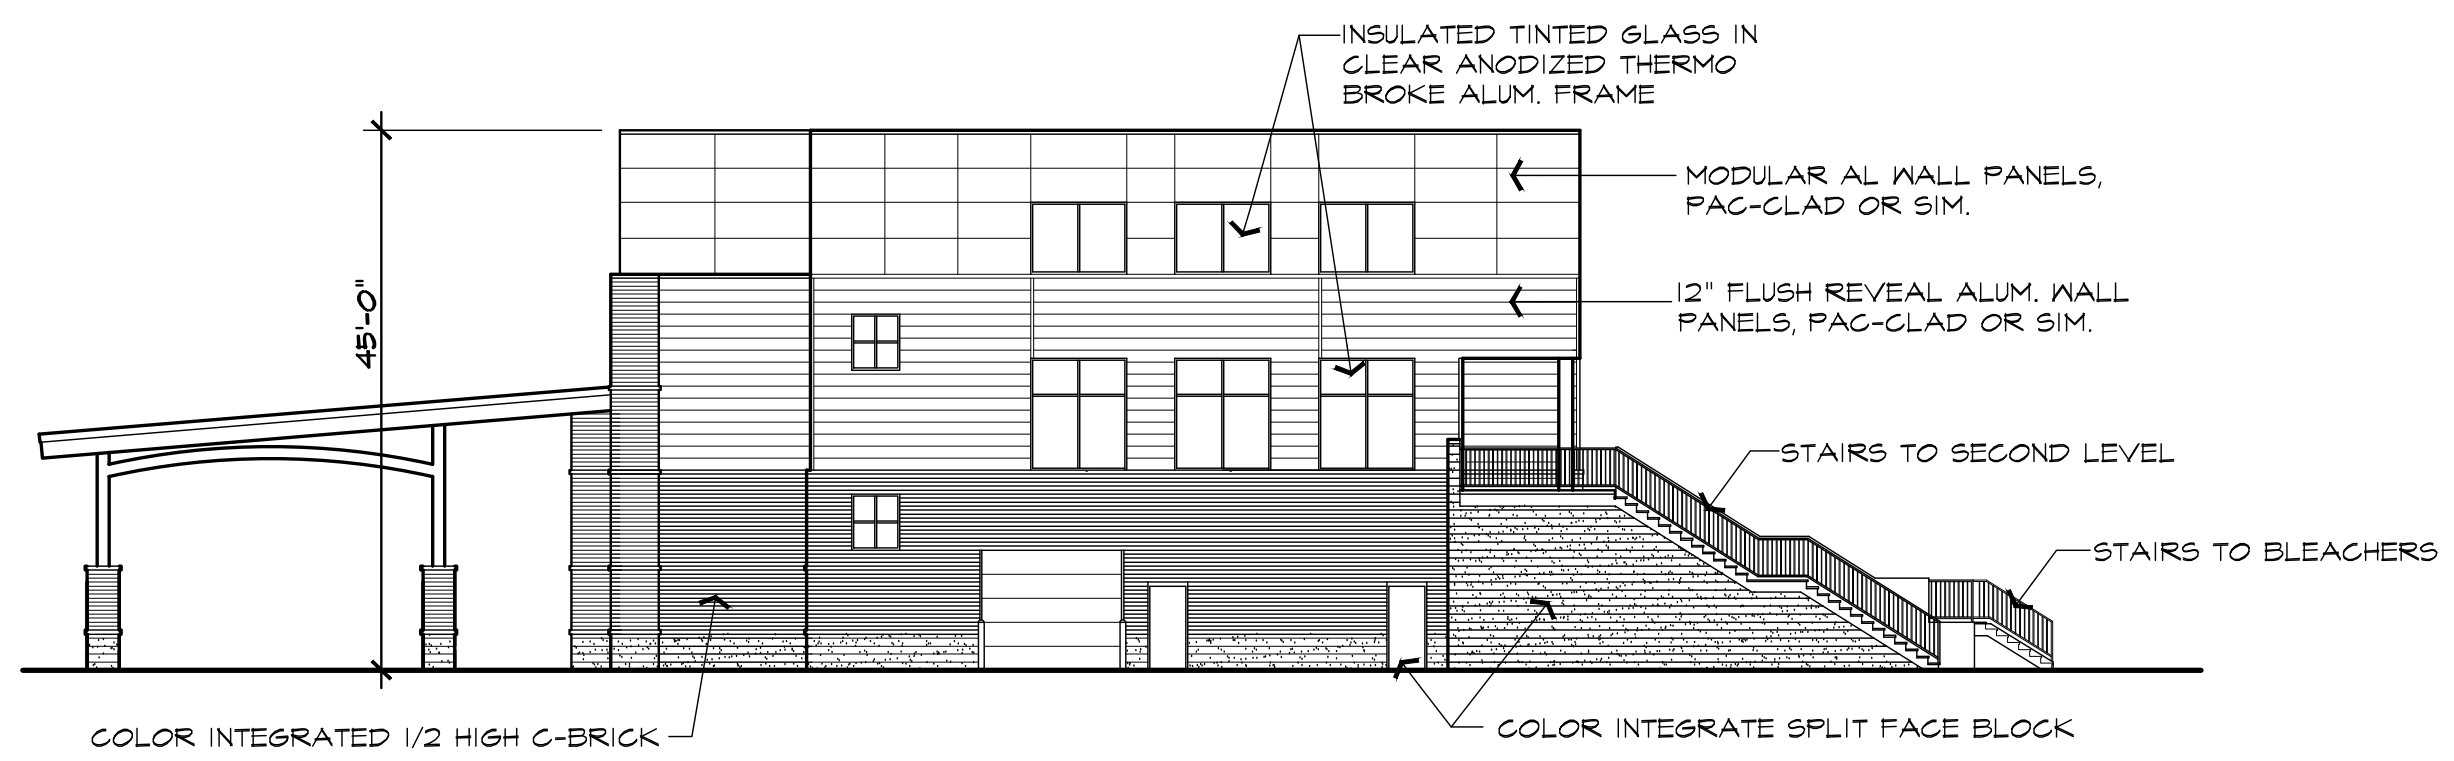 INSULATED TINTED GLASS IN
CLEAR ANODIZED THERMO
BROKE ALUM. FRAME
MODULAR AL WALL PANELS,
PAC-CLAD OR SIM.
12" FLUSH REVEAL ALUM. WALL
PANELS, PAC-CLAD OR SIM.
45'-0"
STAIRS TO SECOND LEVEL
STAIRS TO BLEACHERS
COLOR INTEGRATED 1/2 HIGH C-BRICK
COLOR INTEGRATE SPLIT FACE BLOCK